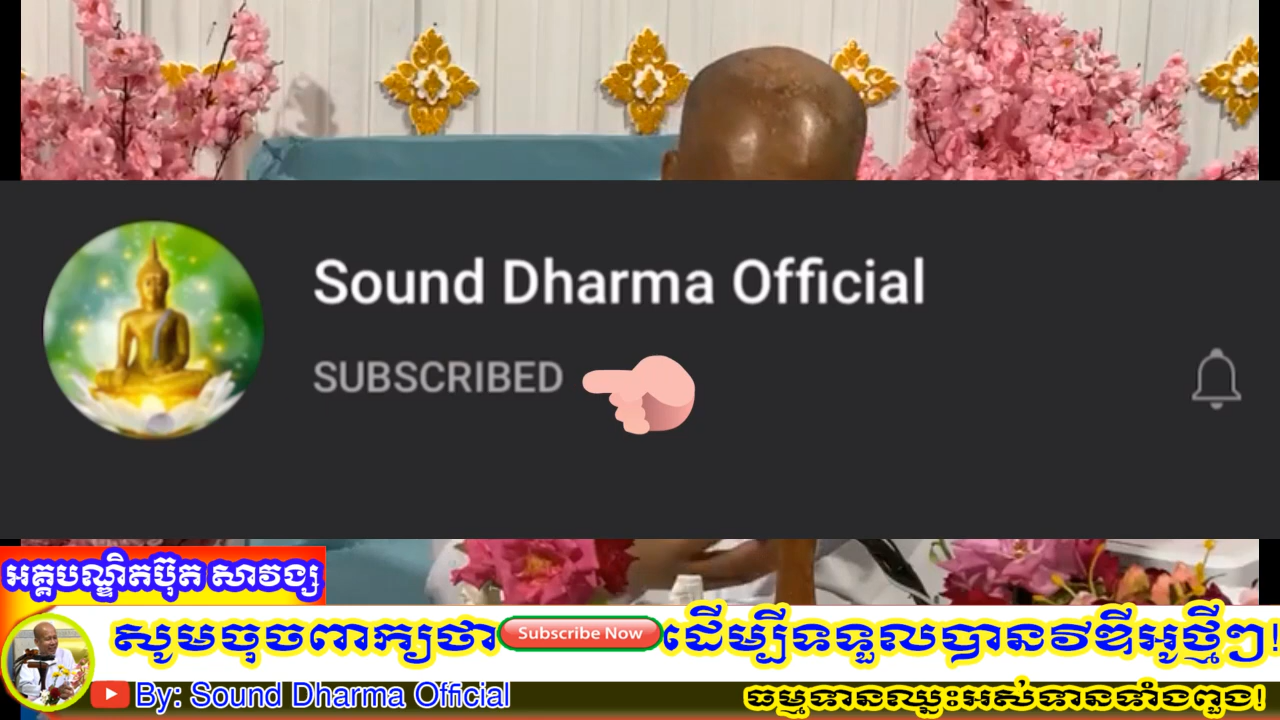 Sound Dharma Official
SUBSCRIBED
អគ្គបណ្ឌិតប៊ុត សាវង្ស
សូមចុចពាក្យថា Subscribe Now ដើម្បីទទួលបានវីឌីអូថ្មីៗ!
By: Sound Dharma Official
ធម្មទានឈ្នះអស់ទានទាំងពួង!